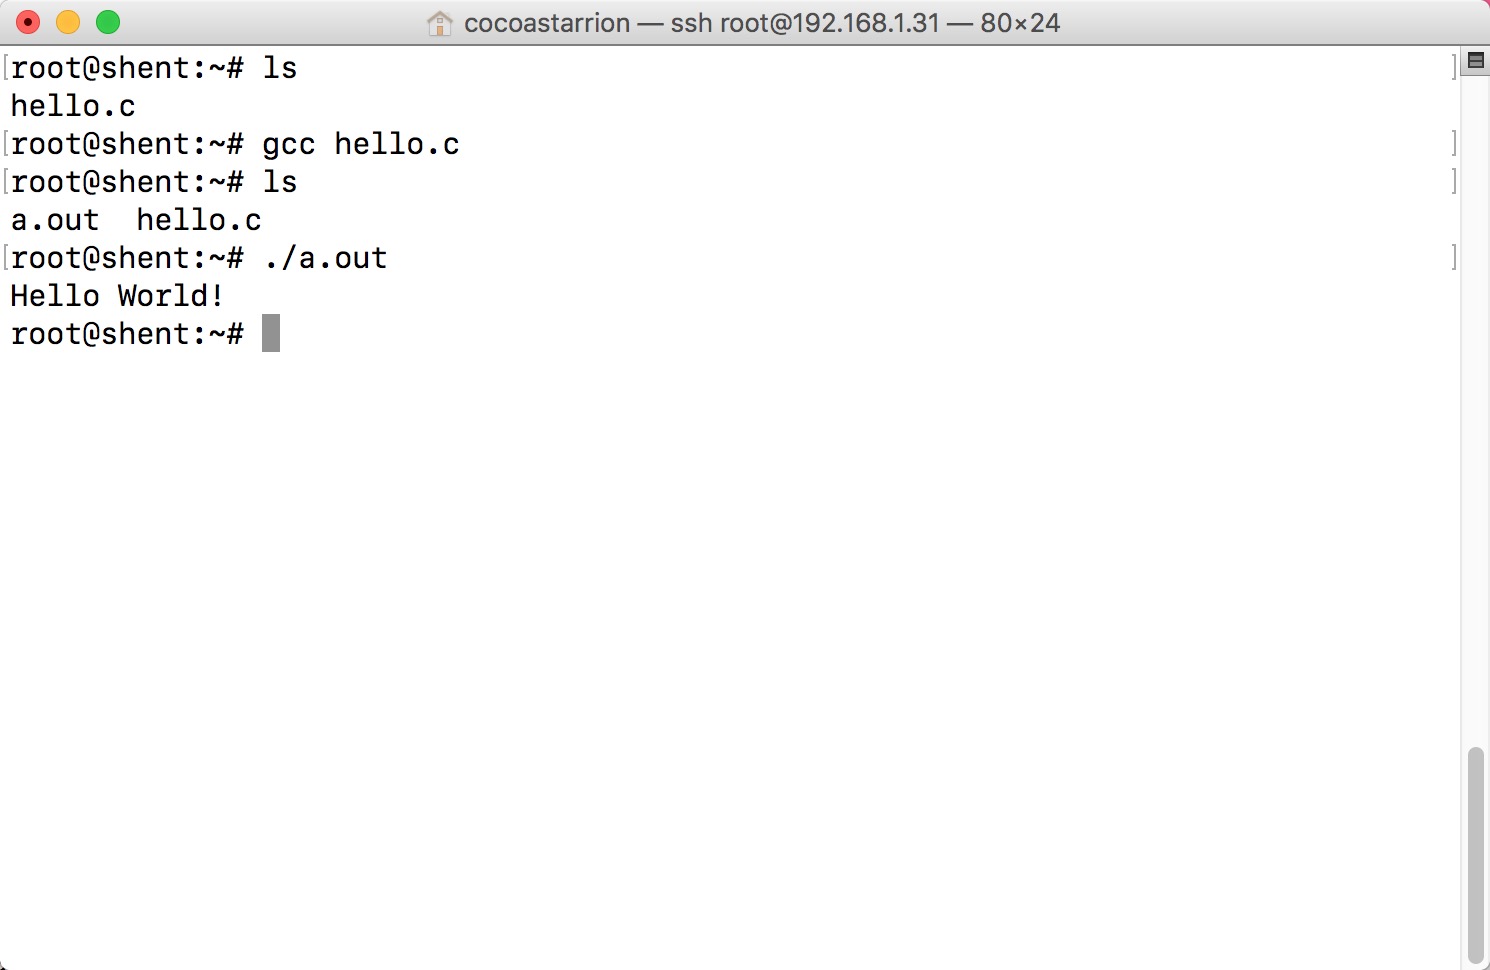 cocoastarrion — ssh root@192.168.1.31 — 80×24
[root@shent:~# ls ]
hello.c
[root@shent:~# gcc hello.c ]
[root@shent:~# ls ]
a.out  hello.c
[root@shent:~# ./a.out ]
Hello World!
root@shent:~#